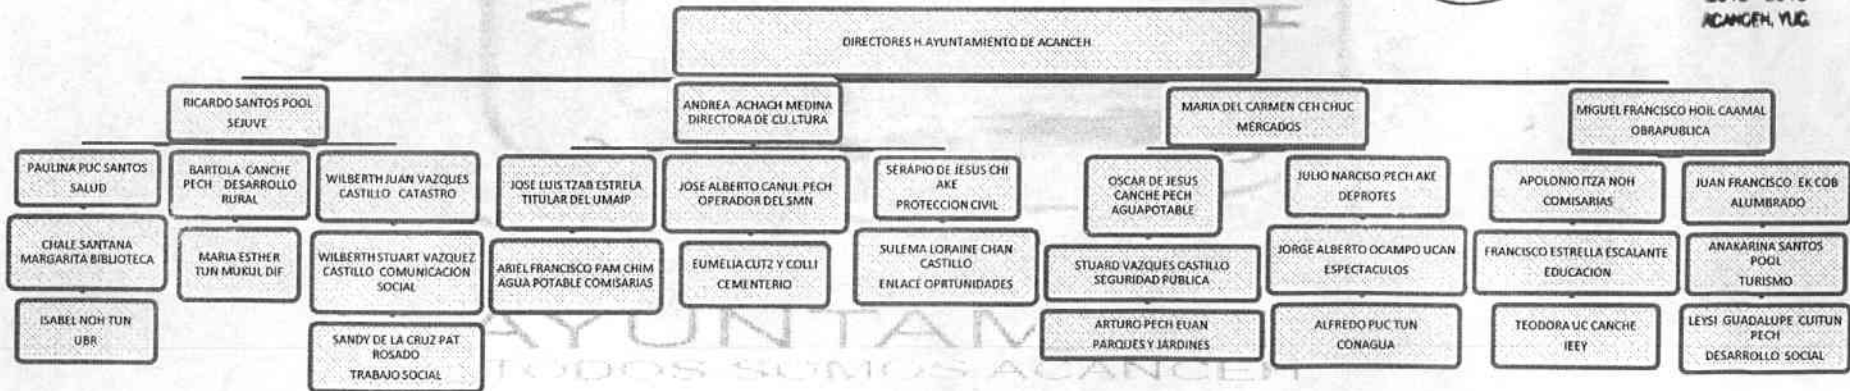 ACANCEH, YUC.
DIRECTORES H.AYUNTAMIENTO DE ACANCEH
RICARDO SANTOS POOL
SEJUVE
ANDREA ACHACH MEDINA
DIRECTORA DE CU.LTURA
MARIA DEL CARMEN CEH CHUC
MERCADOS
MIGUEL FRANCISCO HOIL CAAMAL
OBRAPUBLICA
PAULINA PUC SANTOS
SALUD
BARTOLA CANCHE
PECH DESARROLLO
RURAL
WILBERTH JUAN VAZQUES
CASTILLO CATASTRO
JOSE LUIS TZAB ESTRELA
TITULAR DEL UMAIP
JOSE ALBERTO CANUL PECH
OPERADOR DEL SMN
SERAPIO DE JESUS CHI
AKE
PROTECCION CIVIL
OSCAR DE JESUS
CANCHE PECH
AGUAPOTABLE
JULIO NARCISO PECH AKE
DEPROTES
APOLONIO ITZA NOH
COMISARIAS
JUAN FRANCISCO EK COB
ALUMBRADO
CHALE SANTANA
MARGARITA BIBLIOTECA
MARIA ESTHER
TUN MUKUL DIF
WILBERTH STUART VAZQUEZ
CASTILLO COMUNICACIÓN
SOCIAL
ARIEL FRANCISCO PAM CHIM
AGUA POTABLE COMISARIAS
EUMELIA CUTZ Y COLLI
CEMENTERIO
SULEMA LORAINE CHAN
CASTILLO
ENLACE OPRTUNIDADES
STUARD VAZQUES CASTILLO
SEGURIDAD PUBLICA
JORGE ALBERTO OCAMPO UCAN
ESPECTACULOS
FRANCISCO ESTRELLA ESCALANTE
EDUCACIÓN
ANAKARINA SANTOS
POOL
TURISMO
ISABEL NOH TUN
UBR
SANDY DE LA CRUZ PAT
ROSADO
TRABAJO SOCIAL
ARTURO PECH EUAN
PARQUES Y JARDINES
ALFREDO PUC TUN
CONAGUA
TEODORA UC CANCHE
IEEY
LEYSI GUADALUPE CUITUN
PECH
DESARROLLO SOCIAL
AYUNTAM
TODOS SOMOS ACANCEH